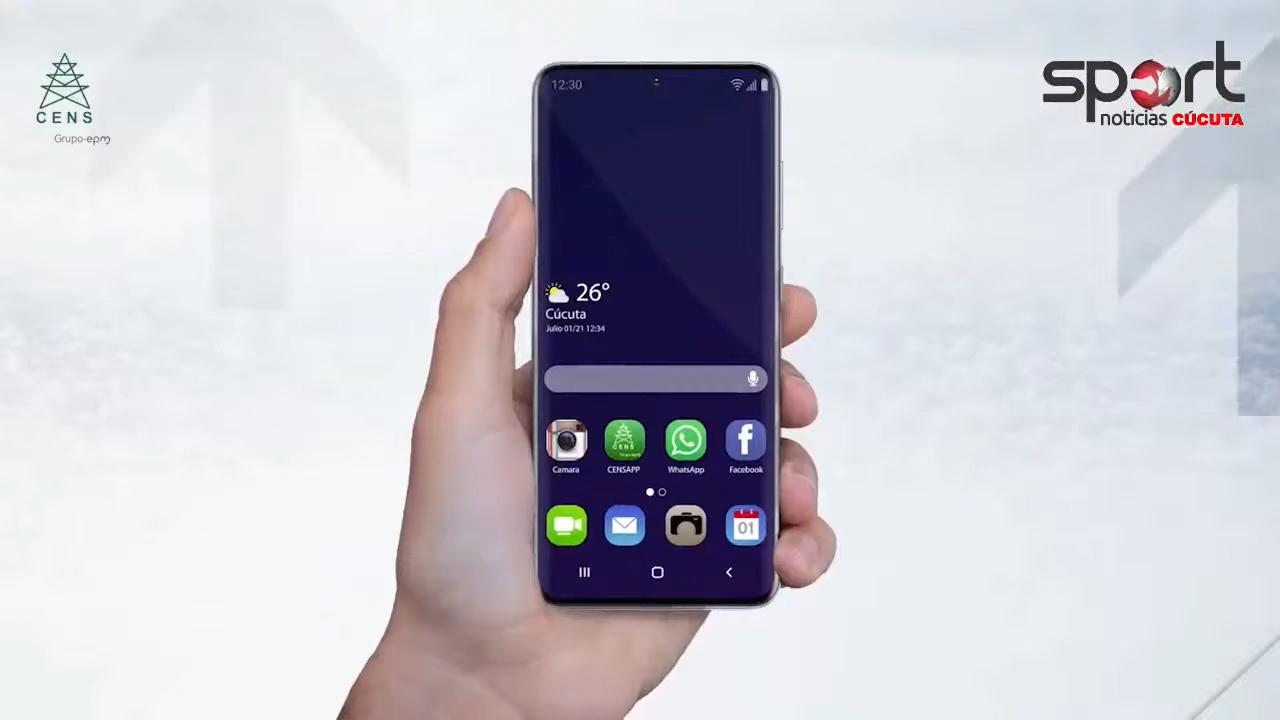 CENS
Grupo·epm
sport
noticias CÚCUTA
12:30
26°
Cúcuta
Julio 01/21 12:34
Camara
CENSAPP
WhatsApp
Facebook
CENS
01